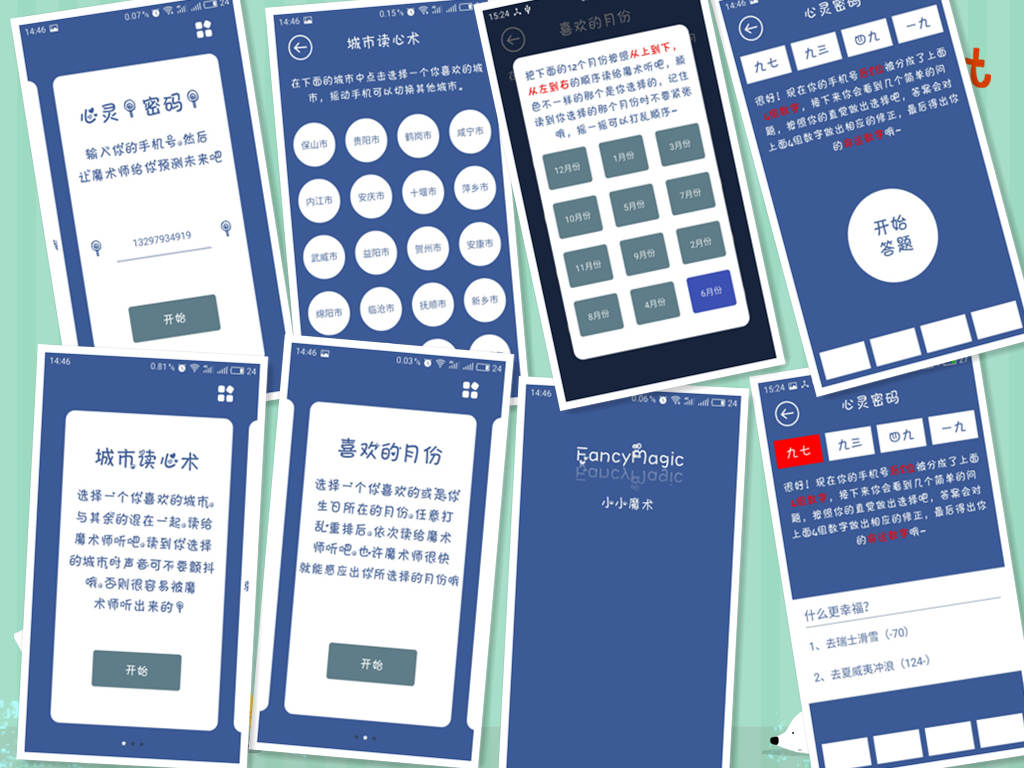 14:46
0.07%
24
心灵密码
输入你的手机号。然后
让魔术师给你预测未来吧
13297934919
开始
14:46
0.15%
24
城市读心术
在下面的城市中点击选择一个你喜欢的城
市，摇动手机可以切换其他城市。
保山市 贵阳市 鹤岗市 咸宁市
内江市 安庆市 十堰市 萍乡市
武威市 益阳市 贺州市 安康市
绵阳市 临沧市 抚顺市 新乡市
15:24
喜欢的月份
把下面的12个月份按照从上到下，
从左到右的顺序读给魔术听吧，颜
色不一样的那个是你选择的，记住
读到你选择的那个月份时不要紧张
哦，摇一摇可以打乱顺序~
12月份 1月份 3月份
10月份 5月份 7月份
11月份 9月份 2月份
8月份 4月份 6月份
14:46
心灵密码
九七 九三 四九 一九
很好！现在你的手机号后8位被分成了上面
4组数字，接下来你会看到几个简单的问
题，按照你的直觉做出选择吧，答案会对
上面4组数字做出相应的修正，最后得出你
的命运数字哦~
开始
答题
t
14:46
0.81%
24
城市读心术
选择一个你喜欢的城市。
与其余的混在一起。读给
魔术师听吧。读到你选择
的城市时声音可不要颤抖
哦。否则很容易被魔
术师听出来的
开始
14:46
0.03%
24
喜欢的月份
选择一个你喜欢的或是你
生日所在的月份。任意打
乱重排后。依次读给魔术
师听吧。也许魔术师很快
就能感应出你所选择的月份哦
开始
14:46
0.06%
24
FancyMagic
小小魔术
15:24
27
心灵密码
九七 九三 四九 一九
很好！现在你的手机号后8位被分成了上面
4组数字，接下来你会看到几个简单的问
题，按照你的直觉做出选择吧，答案会对
上面4组数字做出相应的修正，最后得出你
的命运数字哦~
什么更幸福?
1、去瑞士滑雪（-70）
2、去夏威夷冲浪（124-）